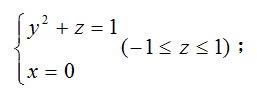 { y² + z = 1
x = 0 (−1 ≤ z ≤ 1) ;